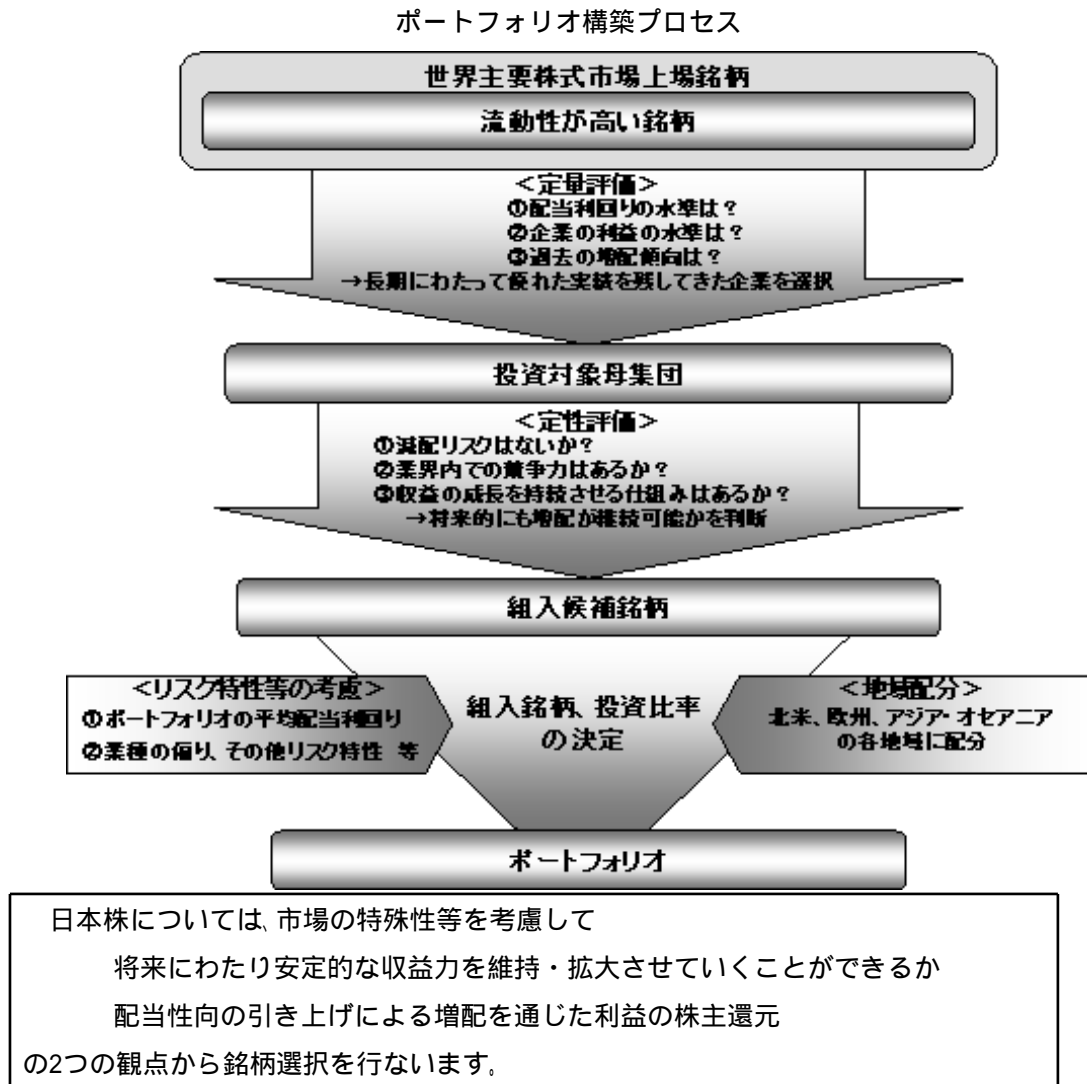 ポートフォリオ構築プロセス
世界主要株式市場上場銘柄
流動性が高い銘柄
＜定量評価＞
①配当利回りの水準は？
②企業の利益の水準は？
③過去の増配傾向は？
→長期にわたって優れた実績を残してきた企業を選択
投資対象母集団
＜定性評価＞
①減配リスクはないか？
②業界内での競争力はあるか？
③収益の成長を持続させる仕組みはあるか？
→将来的にも増配が継続可能かを判断
組入候補銘柄
＜リスク特性等の考慮＞
①ポートフォリオの平均配当利回り
②業種の偏り、その他リスク特性 等
組入銘柄、投資比率
の決定
＜地域配分＞
北米、欧州、アジア・オセアニア
の各地域に配分
ポートフォリオ
日本株については、市場の特殊性等を考慮して
将来にわたり安定的な収益力を維持・拡大させていくことができるか
配当性向の引き上げによる増配を通じた利益の株主還元
の2つの観点から銘柄選択を行ないます。